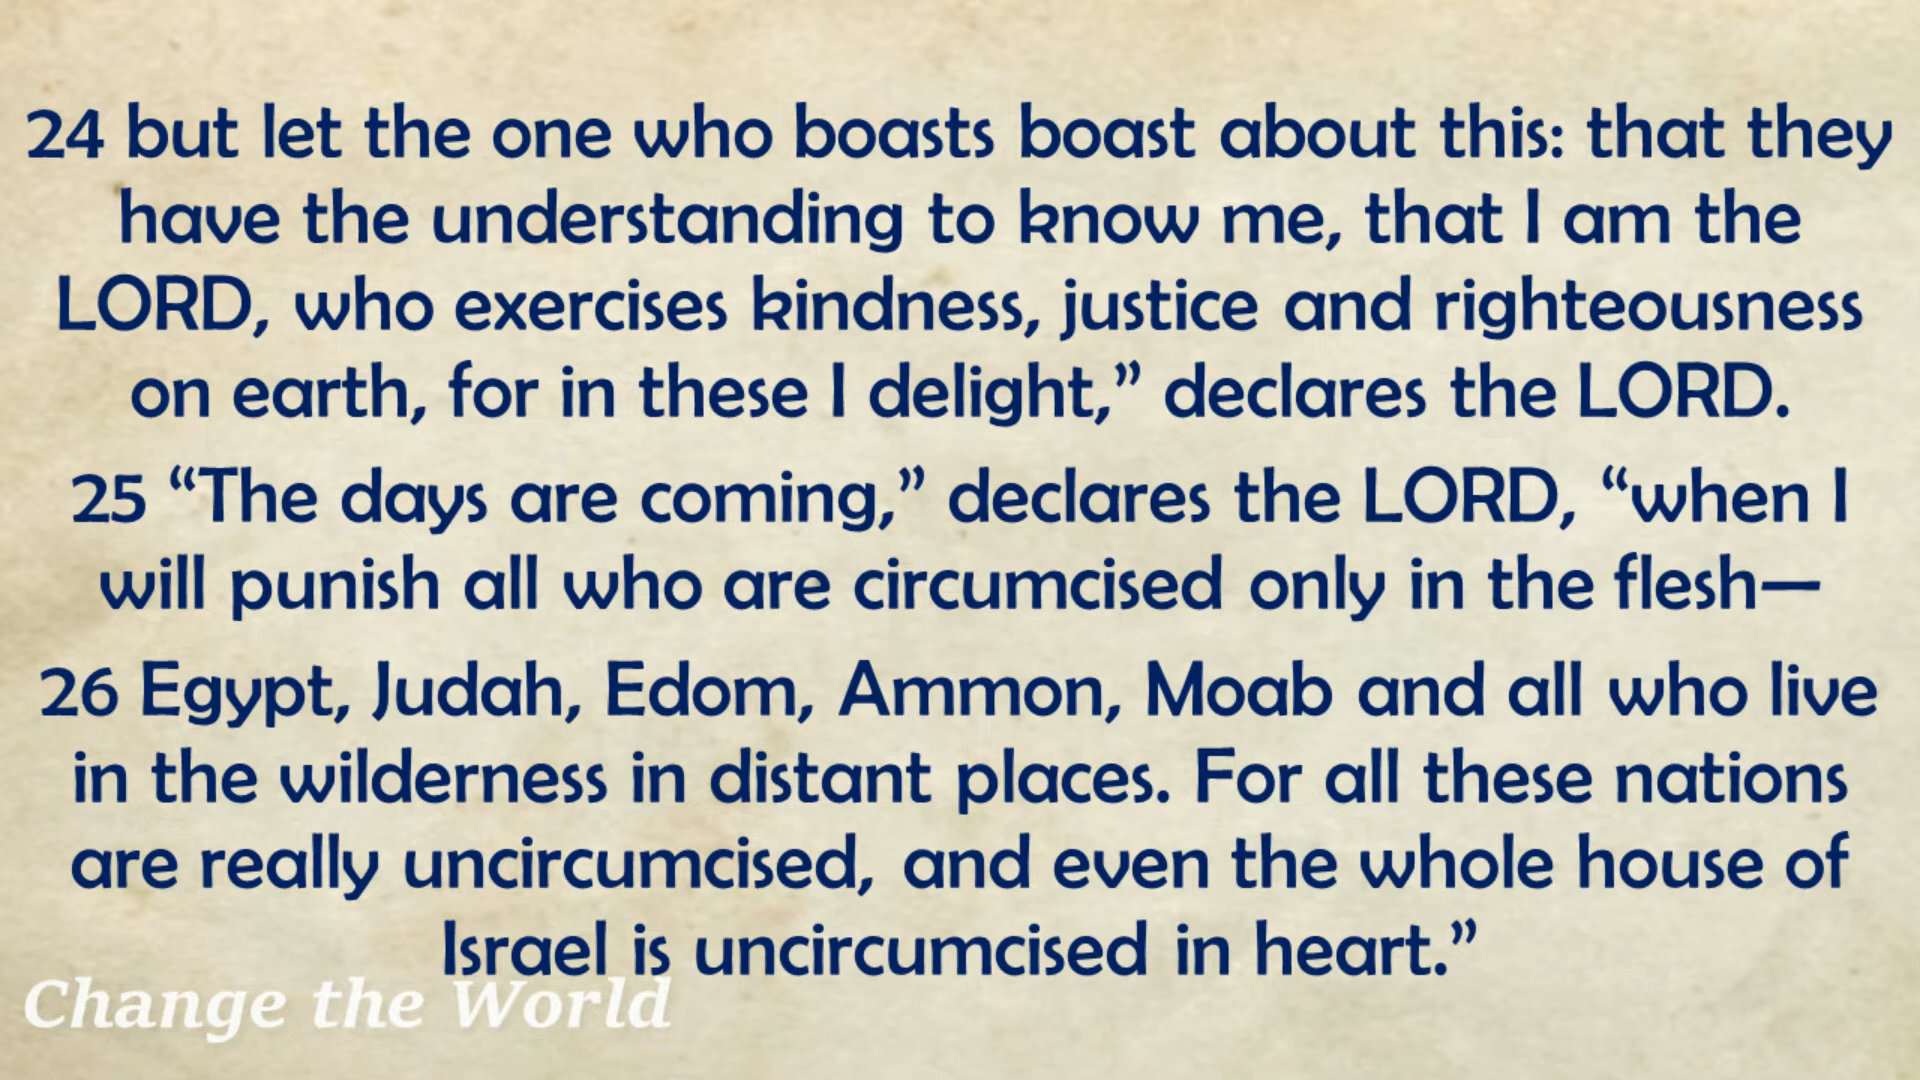 24 but let the one who boasts boast about this: that they
have the understanding to know me, that I am the
LORD, who exercises kindness, justice and righteousness
on earth, for in these I delight,” declares the LORD.
25 “The days are coming,” declares the LORD, “when I
will punish all who are circumcised only in the flesh—
26 Egypt, Judah, Edom, Ammon, Moab and all who live
in the wilderness in distant places. For all these nations
are really uncircumcised, and even the whole house of
Israel is uncircumcised in heart.”
Change the World